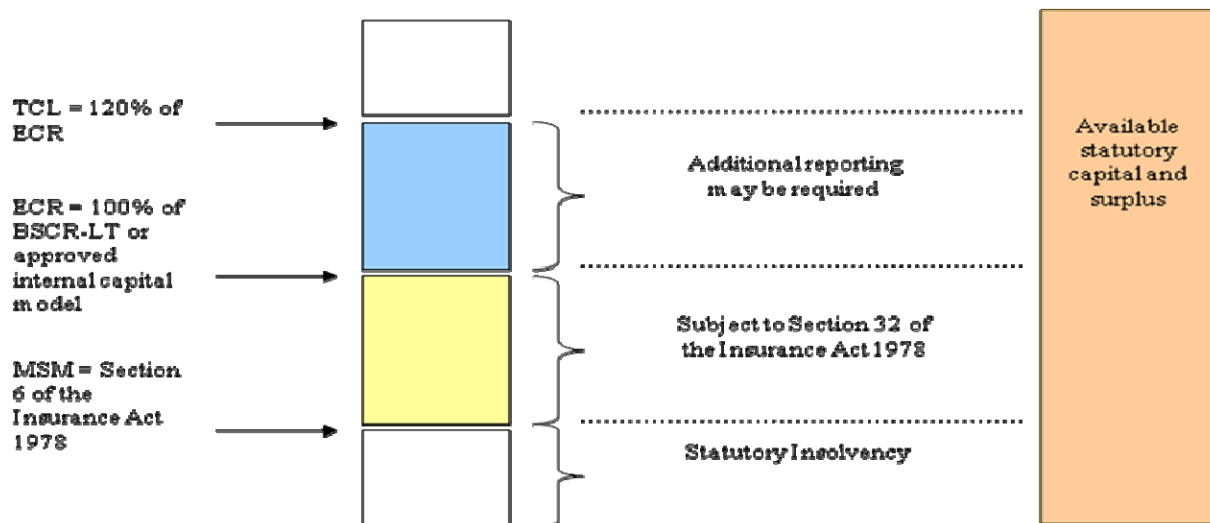 TCL = 120% of
ECR
ECR = 100% of
BSCR-LT or
approved
internal capital
model
MSM = Section
6 of the
Insurance Act
1978
Additional reporting
may be required
Subject to Section 32 of
the Insurance Act 1978
Statutory Insolvency
Available
statutory
capital and
surplus